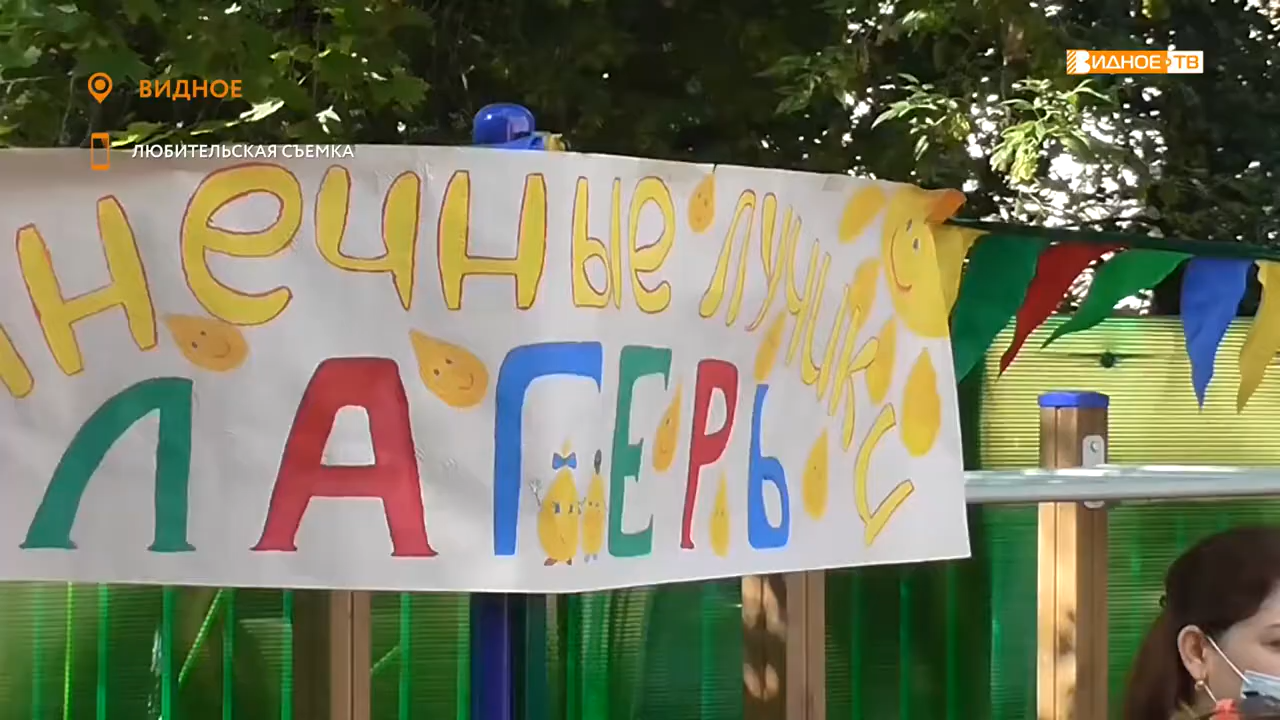 ВИДНОЕ
ВИДНОЕ ТВ
ЛЮБИТЕЛЬСКАЯ СЪЕМКА
нечные лучики
ЛАГЕРЬ